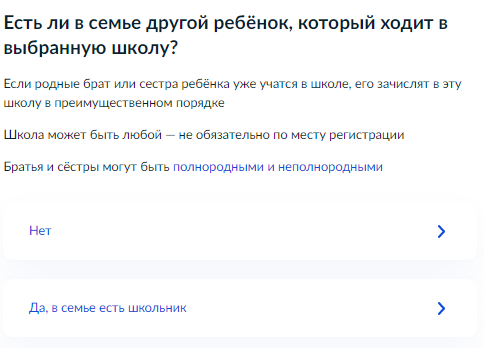 Есть ли в семье другой ребёнок, который ходит в
выбранную школу?
Если родные брат или сестра ребёнка уже учатся в школе, его зачислят в эту
школу в преимущественном порядке
Школа может быть любой — не обязательно по месту регистрации
Братья и сёстры могут быть полнородными и неполнородными
Нет
Да, в семье есть школьник